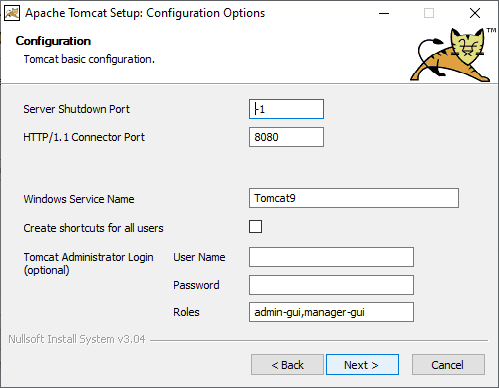 Apache Tomcat Setup: Configuration Options
Configuration
Tomcat basic configuration.
TM
Server Shutdown Port
-1
HTTP/1.1 Connector Port
8080
Windows Service Name
Tomcat9
Create shortcuts for all users
Tomcat Administrator Login
(optional)
User Name
Password
Roles
admin-gui,manager-gui
Nullsoft Install System v3.04
< Back
Next >
Cancel